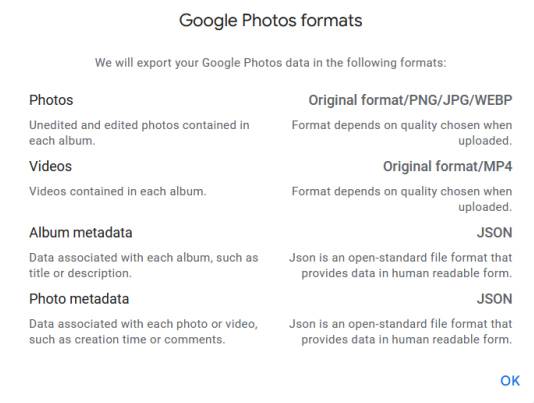 Google Photos formats
We will export your Google Photos data in the following formats:
Photos
Original format/PNG/JPG/WEBP
Unedited and edited photos contained in
each album.
Format depends on quality chosen when
uploaded.
Videos
Original format/MP4
Videos contained in each album.
Format depends on quality chosen when
uploaded.
Album metadata
JSON
Data associated with each album, such as
title or description.
Json is an open-standard file format that
provides data in human readable form.
Photo metadata
JSON
Data associated with each photo or video,
such as creation time or comments.
Json is an open-standard file format that
provides data in human readable form.
OK